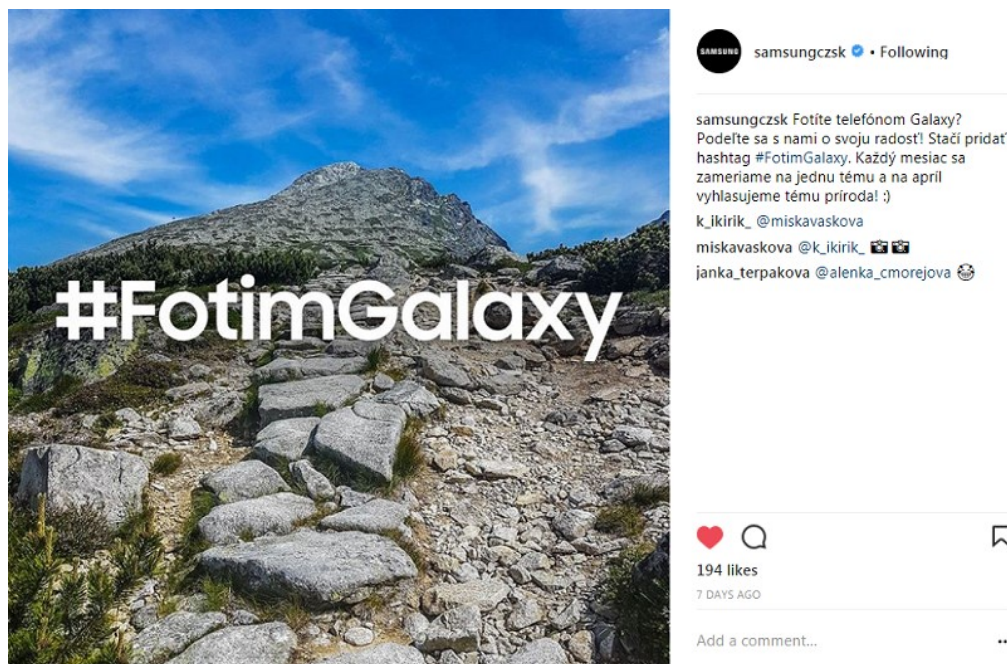 #FotimGalaxy
SAMSUNG
samsungczsk • Following
samsungczsk Fotíte telefónom Galaxy?
Podeľte sa s nami o svoju radosť! Stačí pridať
hashtag #FotimGalaxy. Každý mesiac sa
zameriame na jednu tému a na apríl
vyhlasujeme tému príroda! :)
k_ikirik_ @miskavaskova
miskavaskova @k_ikirik_ 📸📸
janka_terpakova @alenka_cmorejova
194 likes
7 DAYS AGO
Add a comment...